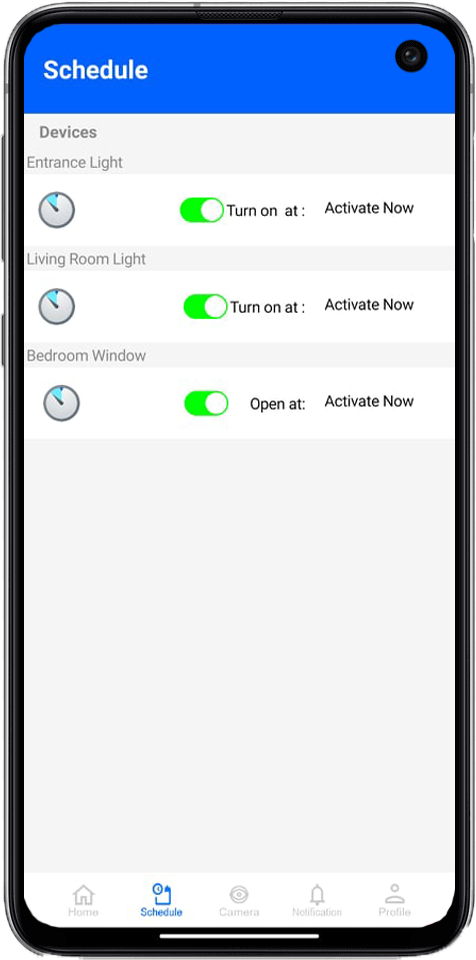 Schedule
Devices
Entrance Light
Turn on at : Activate Now
Living Room Light
Turn on at : Activate Now
Bedroom Window
Open at: Activate Now
Home Schedule Camera Notification Profile